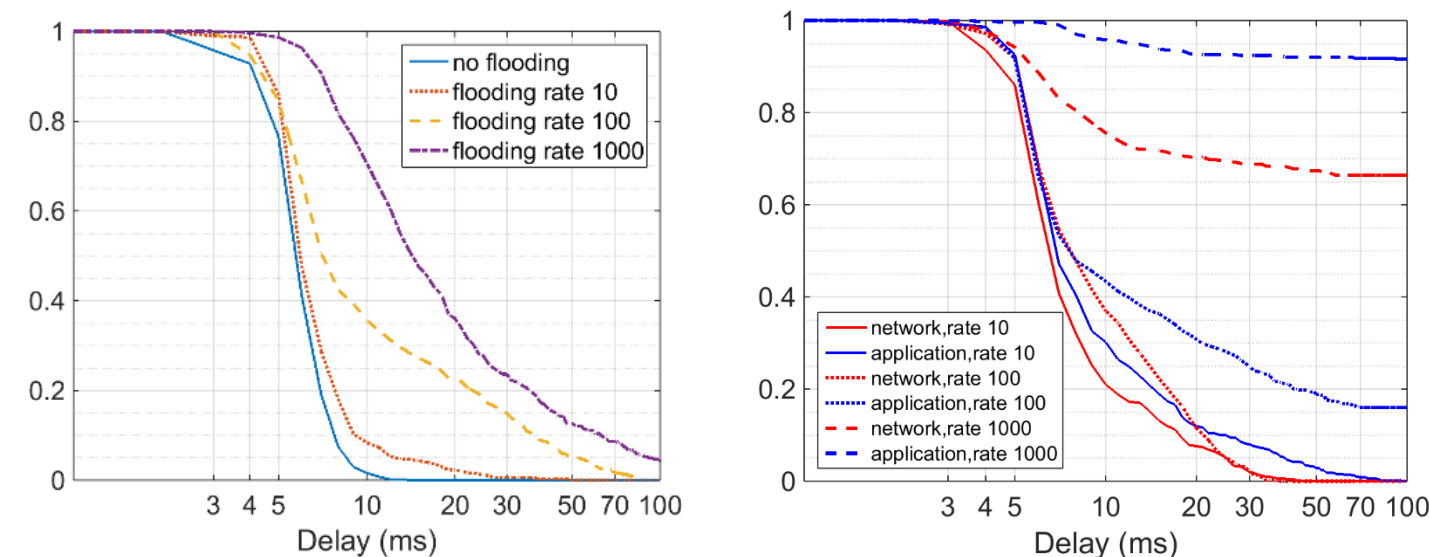 1
0.8
0.6
0.4
0.2
0
no flooding
flooding rate 10
flooding rate 100
flooding rate 1000
3 4 5 10 20 30 50 70 100
Delay (ms)
1
0.8
0.6
0.4
0.2
0
network,rate 10
application,rate 10
network,rate 100
application,rate 100
network,rate 1000
application,rate 1000
3 4 5 10 20 30 50 70 100
Delay (ms)